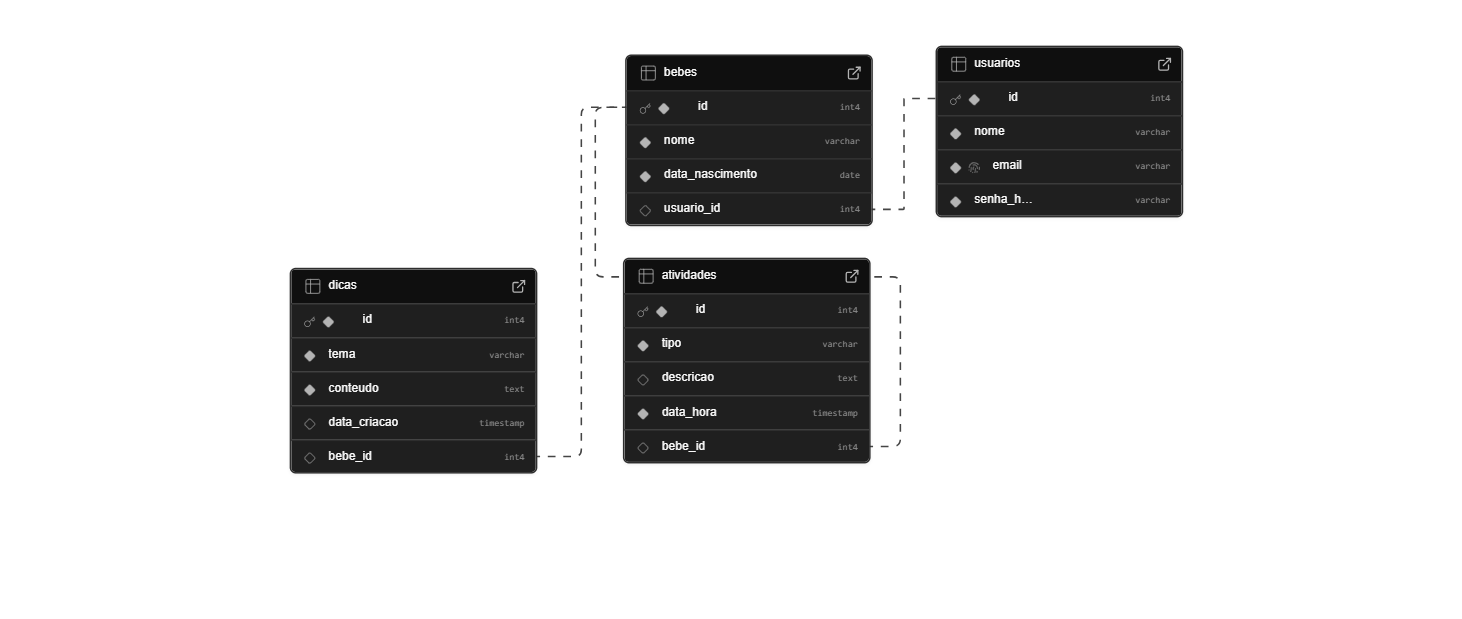 bebes
id int4
nome varchar
data_nascimento date
usuario_id int4
usuarios
id int4
nome varchar
email varchar
senha_h... varchar
dicas
id int4
tema varchar
conteudo text
data_criacao timestamp
bebe_id int4
atividades
id int4
tipo varchar
descricao text
data_hora timestamp
bebe_id int4